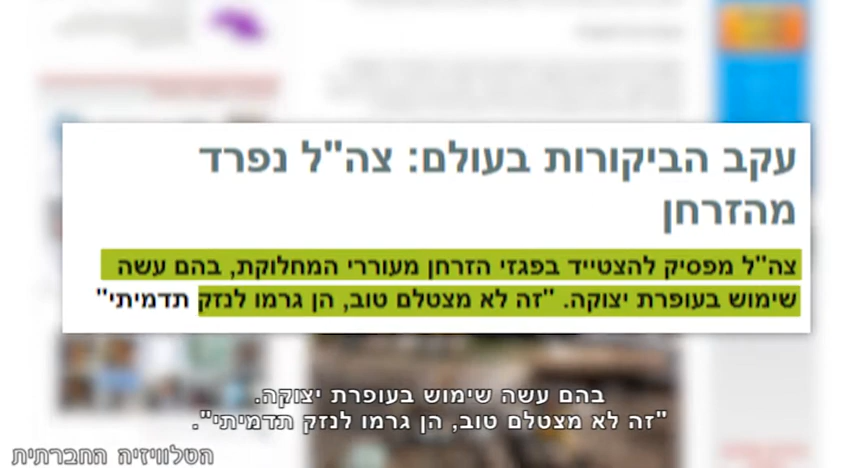 עקב הביקורות בעולם: צה"ל נפרד
מהזרחן
צה"ל מפסיק להצטייד בפגזי הזרחן מעוררי המחלוקת, בהם עשה
שימוש בעופרת יצוקה. "זה לא מצטלם טוב, הן גרמו לנזק תדמיתי"
בהם עשה שימוש בעופרת יצוקה.
"זה לא מצטלם טוב, הן גרמו לנזק תדמיתי".
הטלוויזיה החברתית